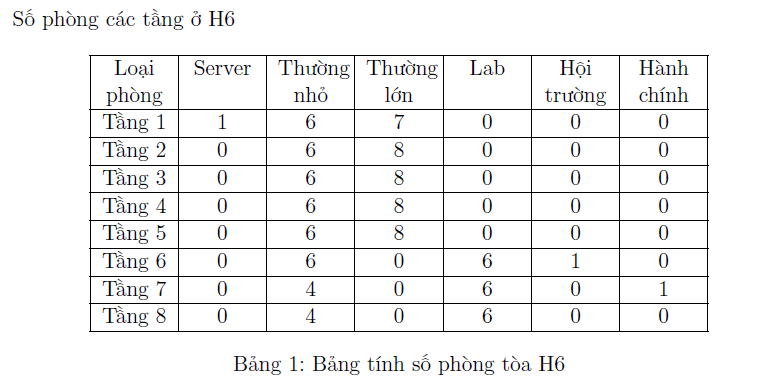 Số phòng các tầng ở H6
Loại phòng Server Thường nhỏ Thường lớn Lab Hội trường Hành chính
Tầng 1 1 6 7 0 0 0
Tầng 2 0 6 8 0 0 0
Tầng 3 0 6 8 0 0 0
Tầng 4 0 6 8 0 0 0
Tầng 5 0 6 8 0 0 0
Tầng 6 0 6 0 6 1 0
Tầng 7 0 4 0 6 0 1
Tầng 8 0 4 0 6 0 0
Bảng 1: Bảng tính số phòng tòa H6